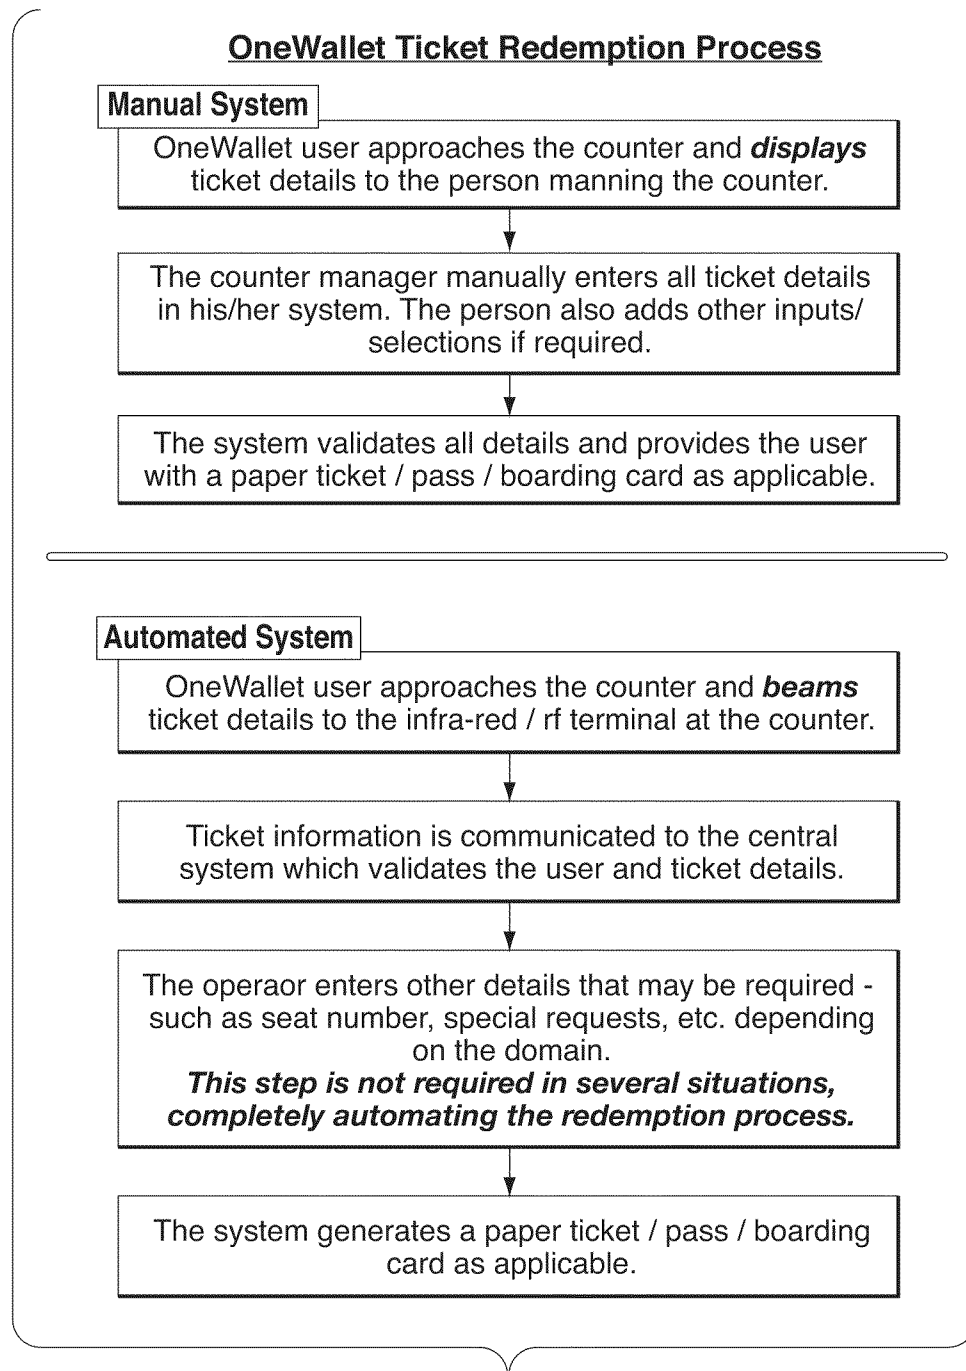 OneWallet Ticket Redemption Process
Manual System
OneWallet user approaches the counter and displays
ticket details to the person manning the counter.
The counter manager manually enters all ticket details
in his/her system. The person also adds other inputs/
selections if required.
The system validates all details and provides the user
with a paper ticket / pass / boarding card as applicable.
Automated System
OneWallet user approaches the counter and beams
ticket details to the infra-red / rf terminal at the counter.
Ticket information is communicated to the central
system which validates the user and ticket details.
The operaor enters other details that may be required -
such as seat number, special requests, etc. depending
on the domain.
This step is not required in several situations,
completely automating the redemption process.
The system generates a paper ticket / pass / boarding
card as applicable.